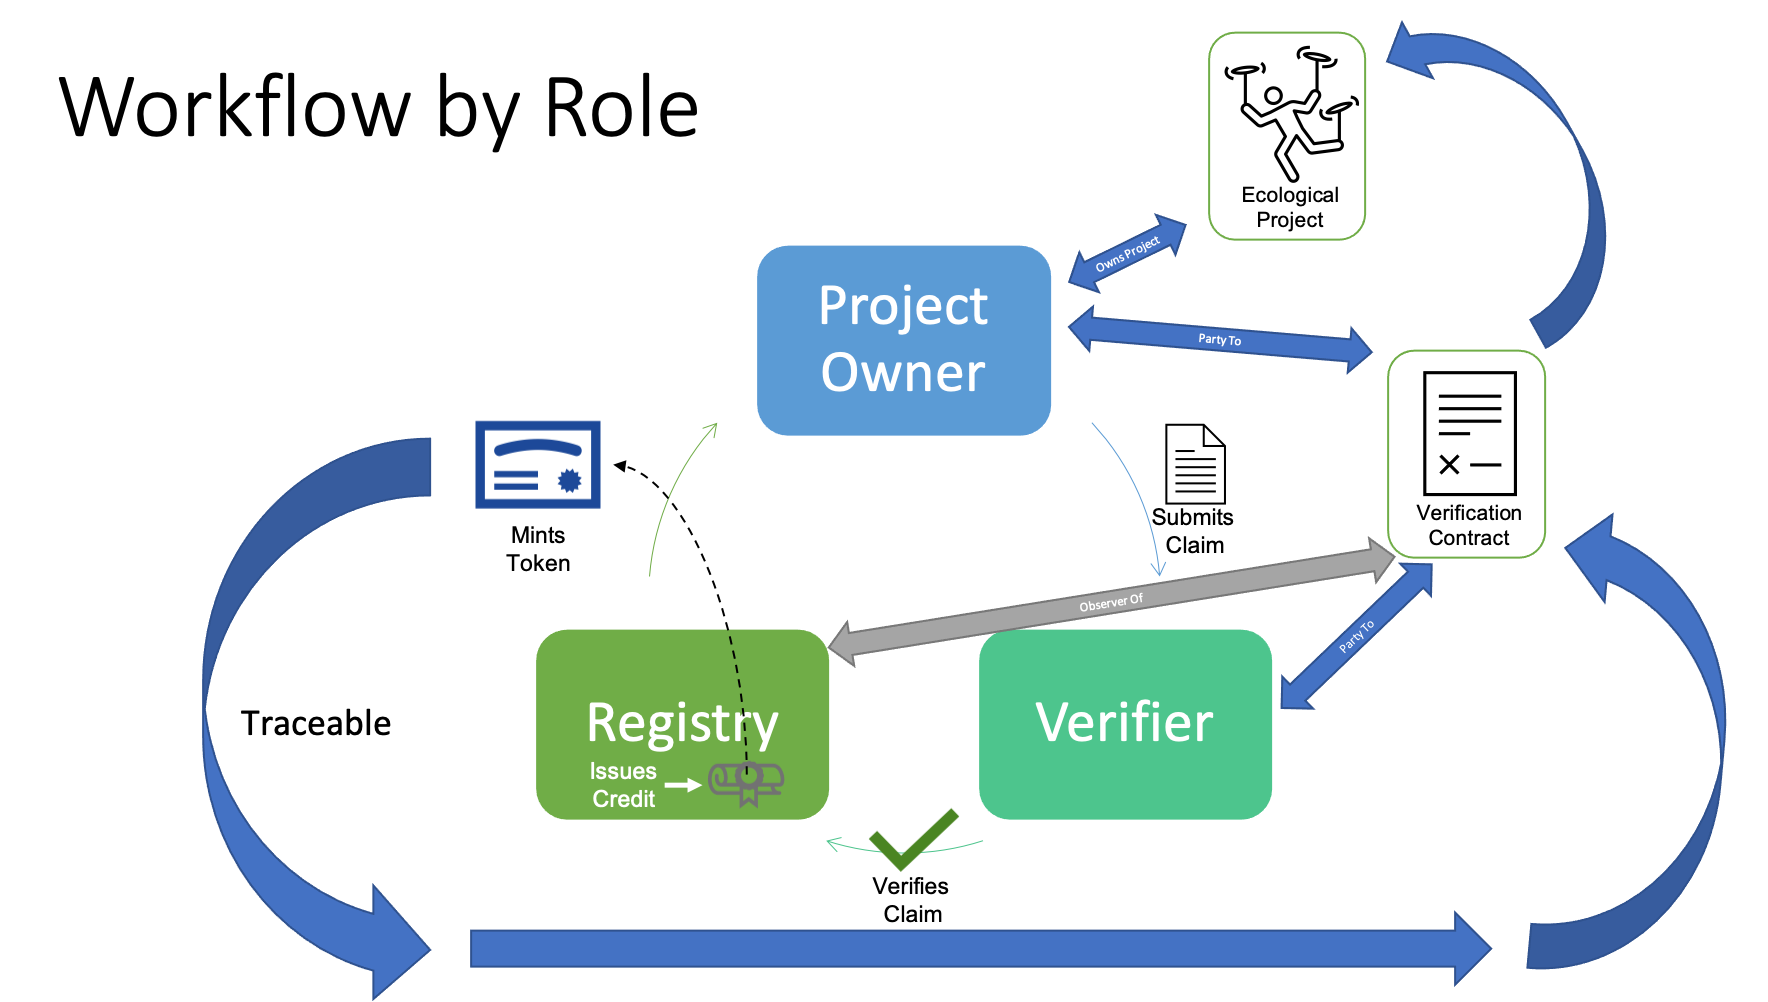 Workflow by Role
Ecological
Project
Owns Project
Project
Owner
Party To
Mints
Token
Submits
Claim
Verification
Contract
Observer Of
Party To
Traceable
Registry
Issues
Credit
Verifier
Verifies
Claim